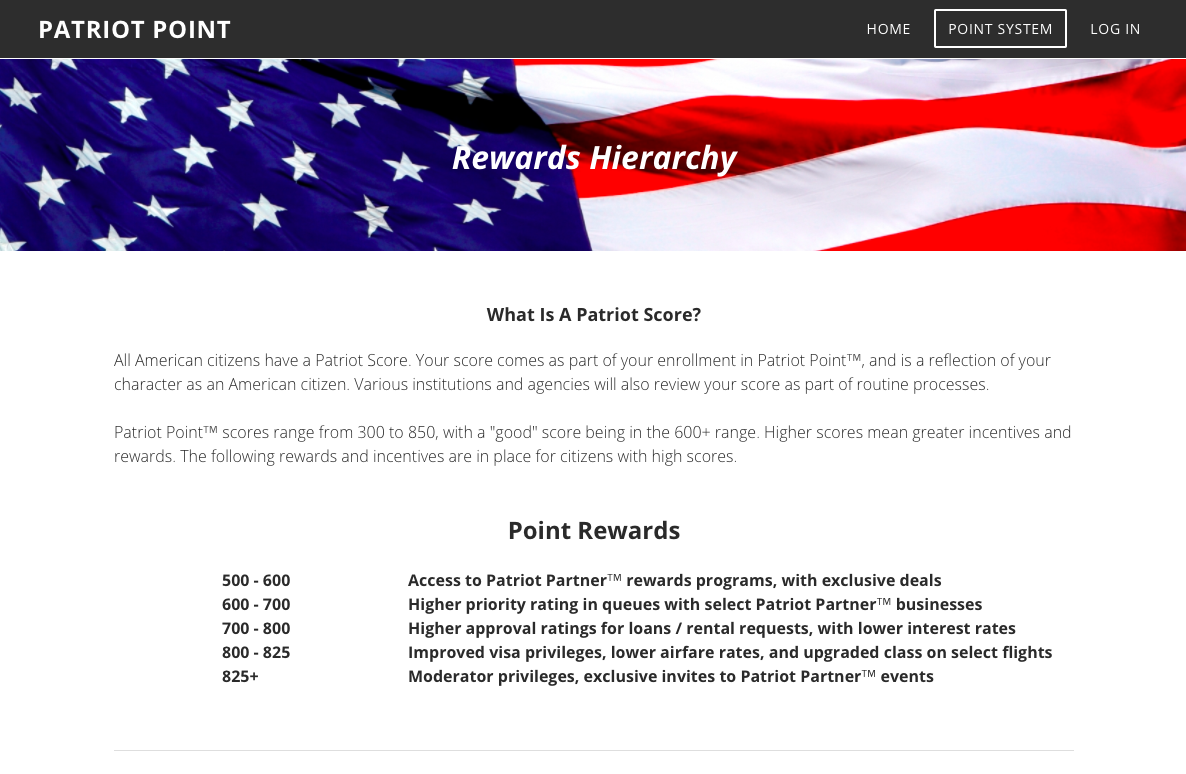 PATRIOT POINT
HOME
POINT SYSTEM
LOG IN
Rewards Hierarchy
What Is A Patriot Score?
All American citizens have a Patriot Score. Your score comes as part of your enrollment in Patriot Point™, and is a reflection of your
character as an American citizen. Various institutions and agencies will also review your score as part of routine processes.
Patriot Point™ scores range from 300 to 850, with a "good" score being in the 600+ range. Higher scores mean greater incentives and
rewards. The following rewards and incentives are in place for citizens with high scores.
Point Rewards
500 - 600 Access to Patriot Partner™ rewards programs, with exclusive deals
600 - 700 Higher priority rating in queues with select Patriot Partner™ businesses
700 - 800 Higher approval ratings for loans / rental requests, with lower interest rates
800 - 825 Improved visa privileges, lower airfare rates, and upgraded class on select flights
825+ Moderator privileges, exclusive invites to Patriot Partner™ events